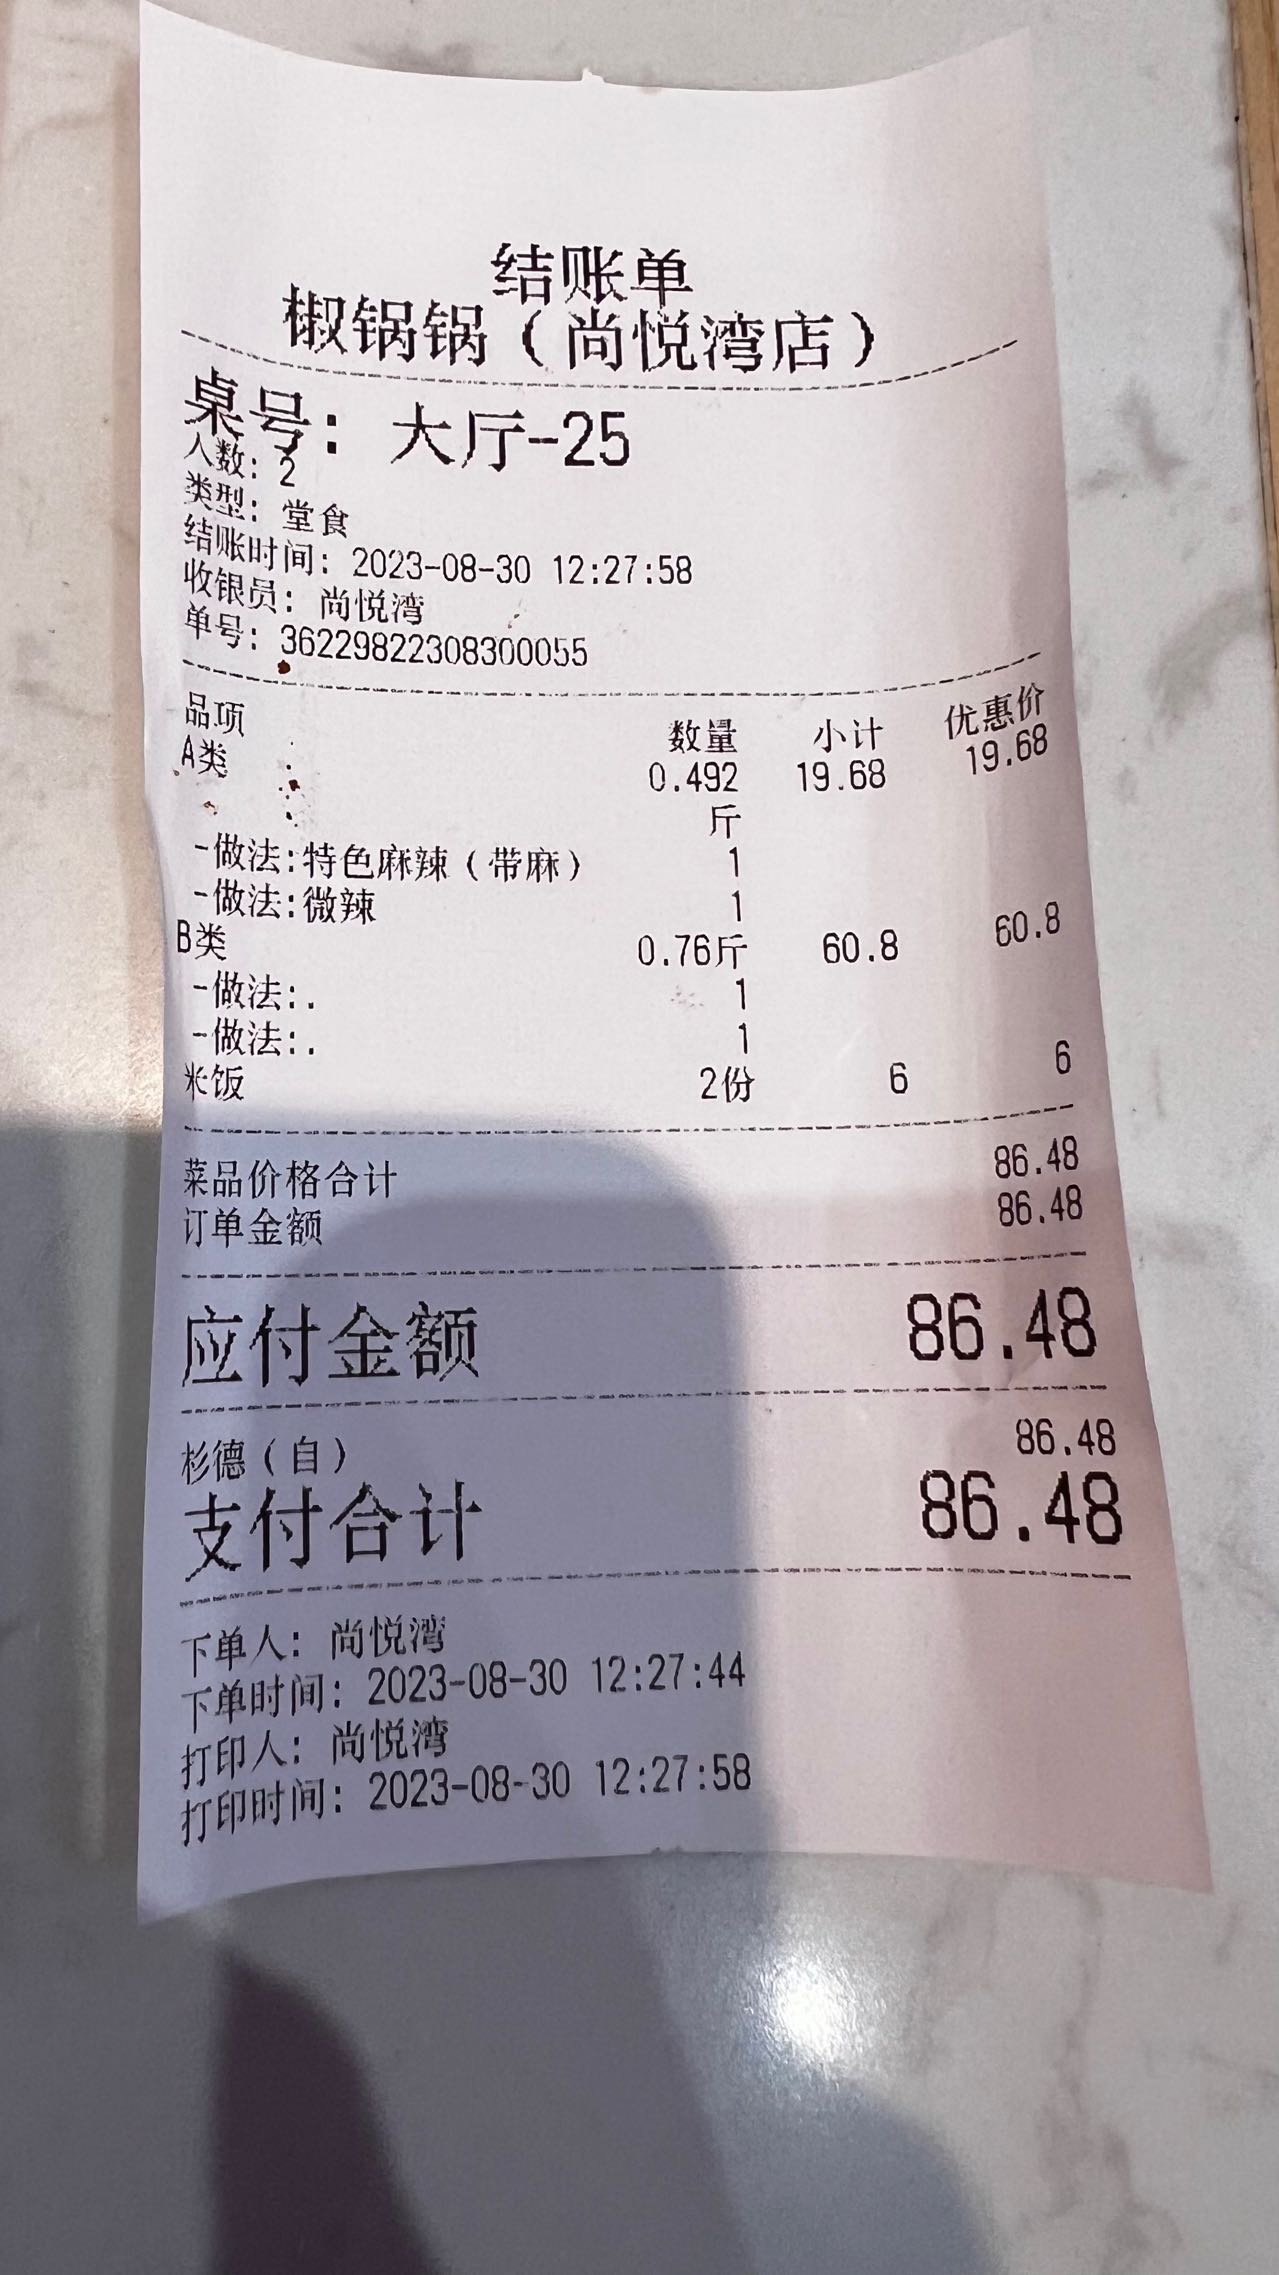 结账单
椒锅锅（尚悦湾店）
桌号: 大厅-25
人数: 2
类型: 堂食
结账时间: 2023-08-30 12:27:58
收银员: 尚悦湾
单号: 36229822308300055
品项 数量 小计 优惠价
A类 0.492 19.68 19.68
斤
-做法:特色麻辣（带麻） 1
-做法:微辣 1
B类 0.76斤 60.8 60.8
-做法:. 1
-做法:. 1
米饭 2份 6 6
菜品价格合计 86.48
订单金额 86.48
应付金额 86.48
杉德（自） 86.48
支付合计 86.48
下单人: 尚悦湾
下单时间: 2023-08-30 12:27:44
打印人: 尚悦湾
打印时间: 2023-08-30 12:27:58